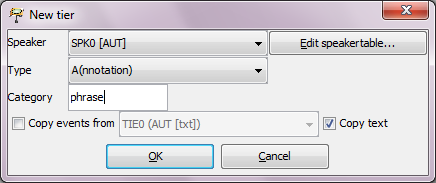 New tier
Speaker SPK0 [AUT] Edit speakertable...
Type A(nnotation)
Category phrase
Copy events from TIE0 (AUT [txt]) Copy text
OK Cancel